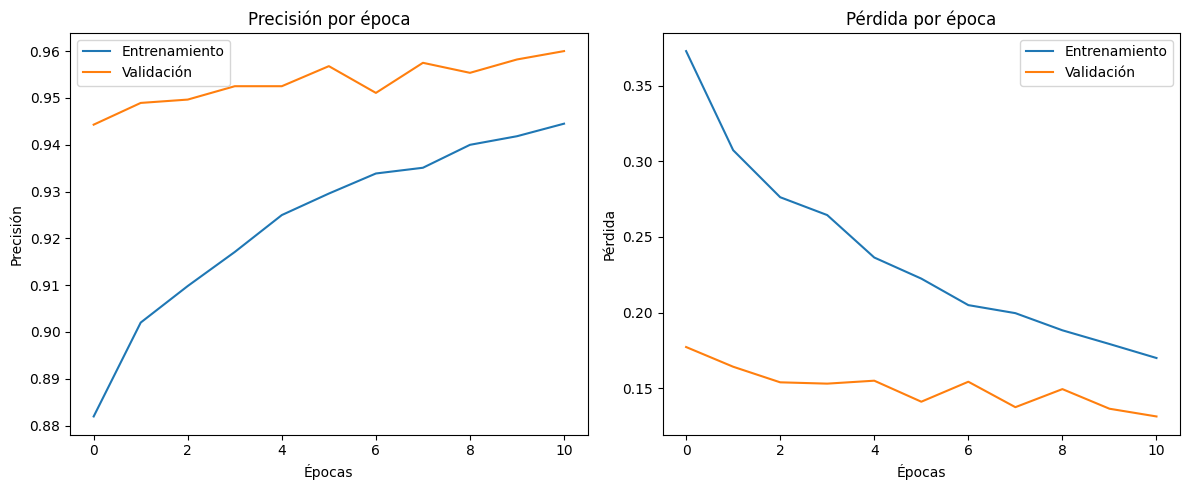 Precisión por época
Entrenamiento
Validación
Precisión
0.96
0.95
0.94
0.93
0.92
0.91
0.90
0.89
0.88
0 2 4 6 8 10
Épocas
Pérdida por época
Entrenamiento
Validación
Pérdida
0.35
0.30
0.25
0.20
0.15
0 2 4 6 8 10
Épocas